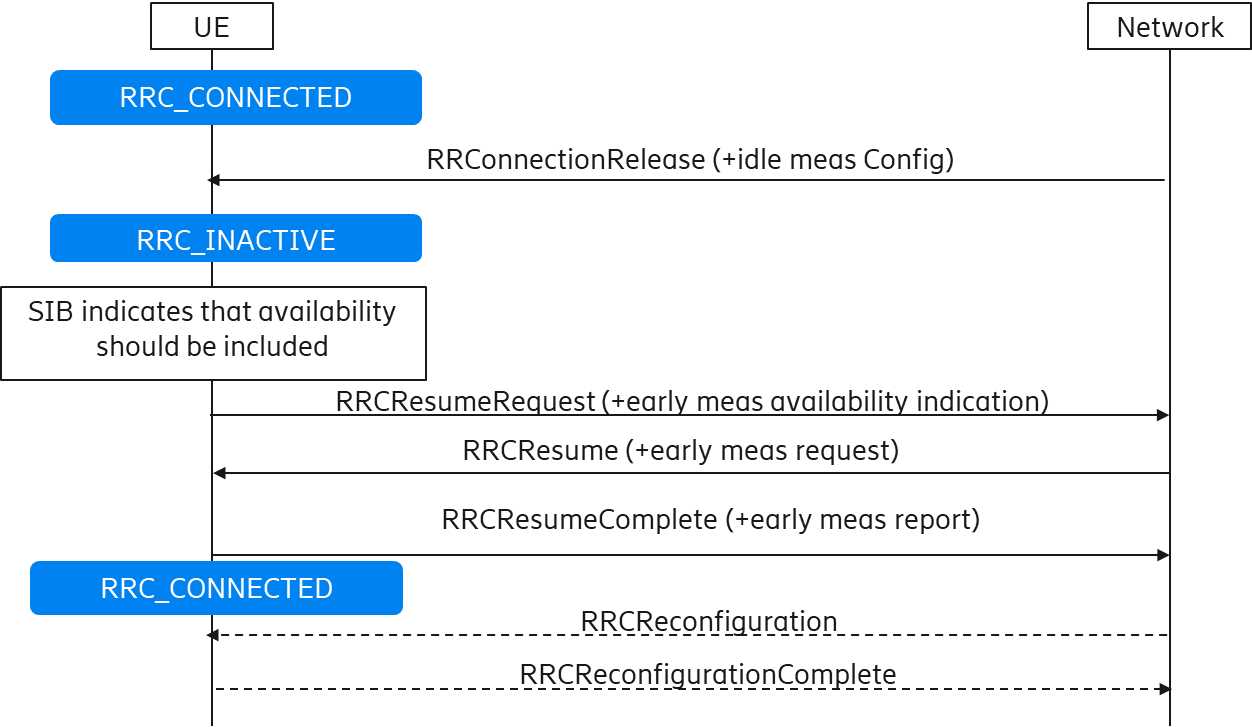 UE
Network
RRC_CONNECTED
RRConnectionRelease (+idle meas Config)
RRC_INACTIVE
SIB indicates that availability
should be included
RRCResumeRequest (+early meas availability indication)
RRCResume (+early meas request)
RRCResumeComplete (+early meas report)
RRC_CONNECTED
RRCReconfiguration
RRCReconfigurationComplete